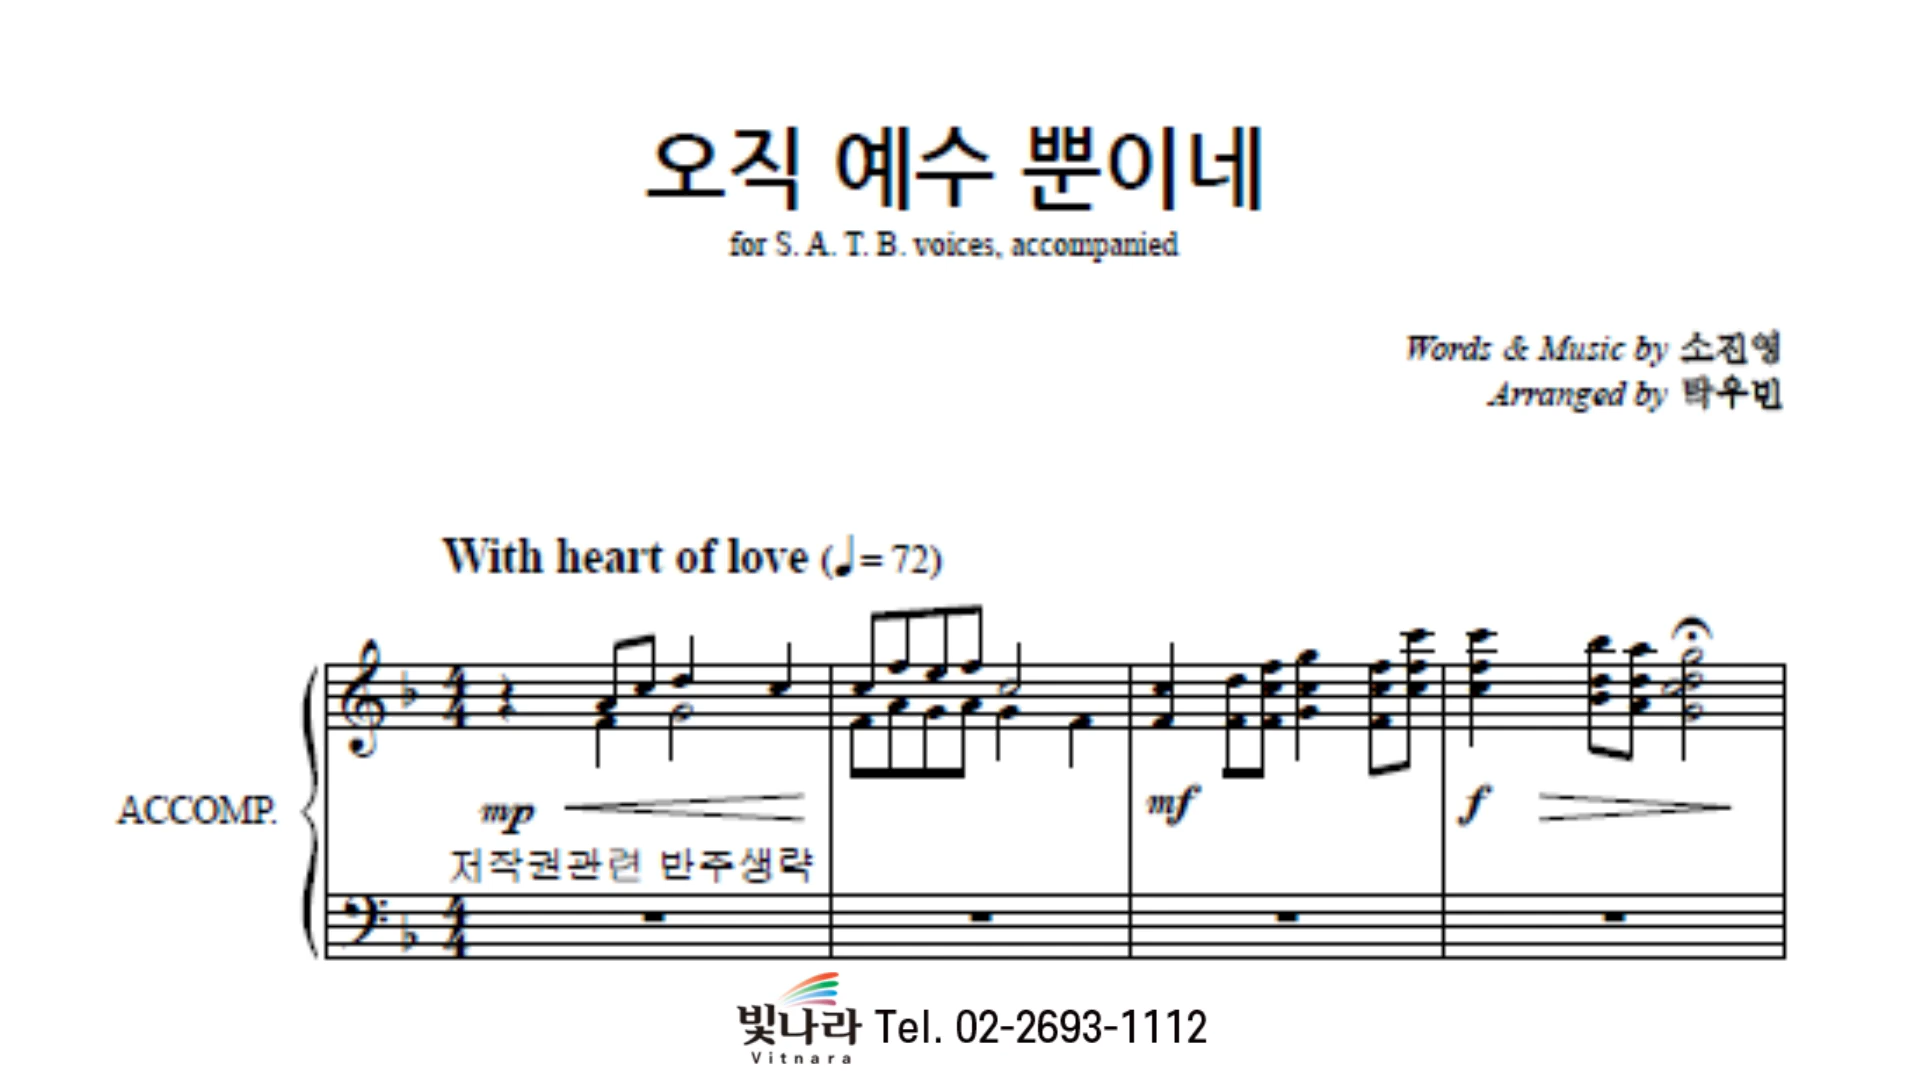 오직 예수 뿐이네
for S. A. T. B. voices, accompanied
Words & Music by 소진영
Arranged by 박우빈
With heart of love (♩= 72)
ACCOMP.
mp
mf
f
저작권관련 반주생략
빛나라 Tel. 02-2693-1112
Vitnara